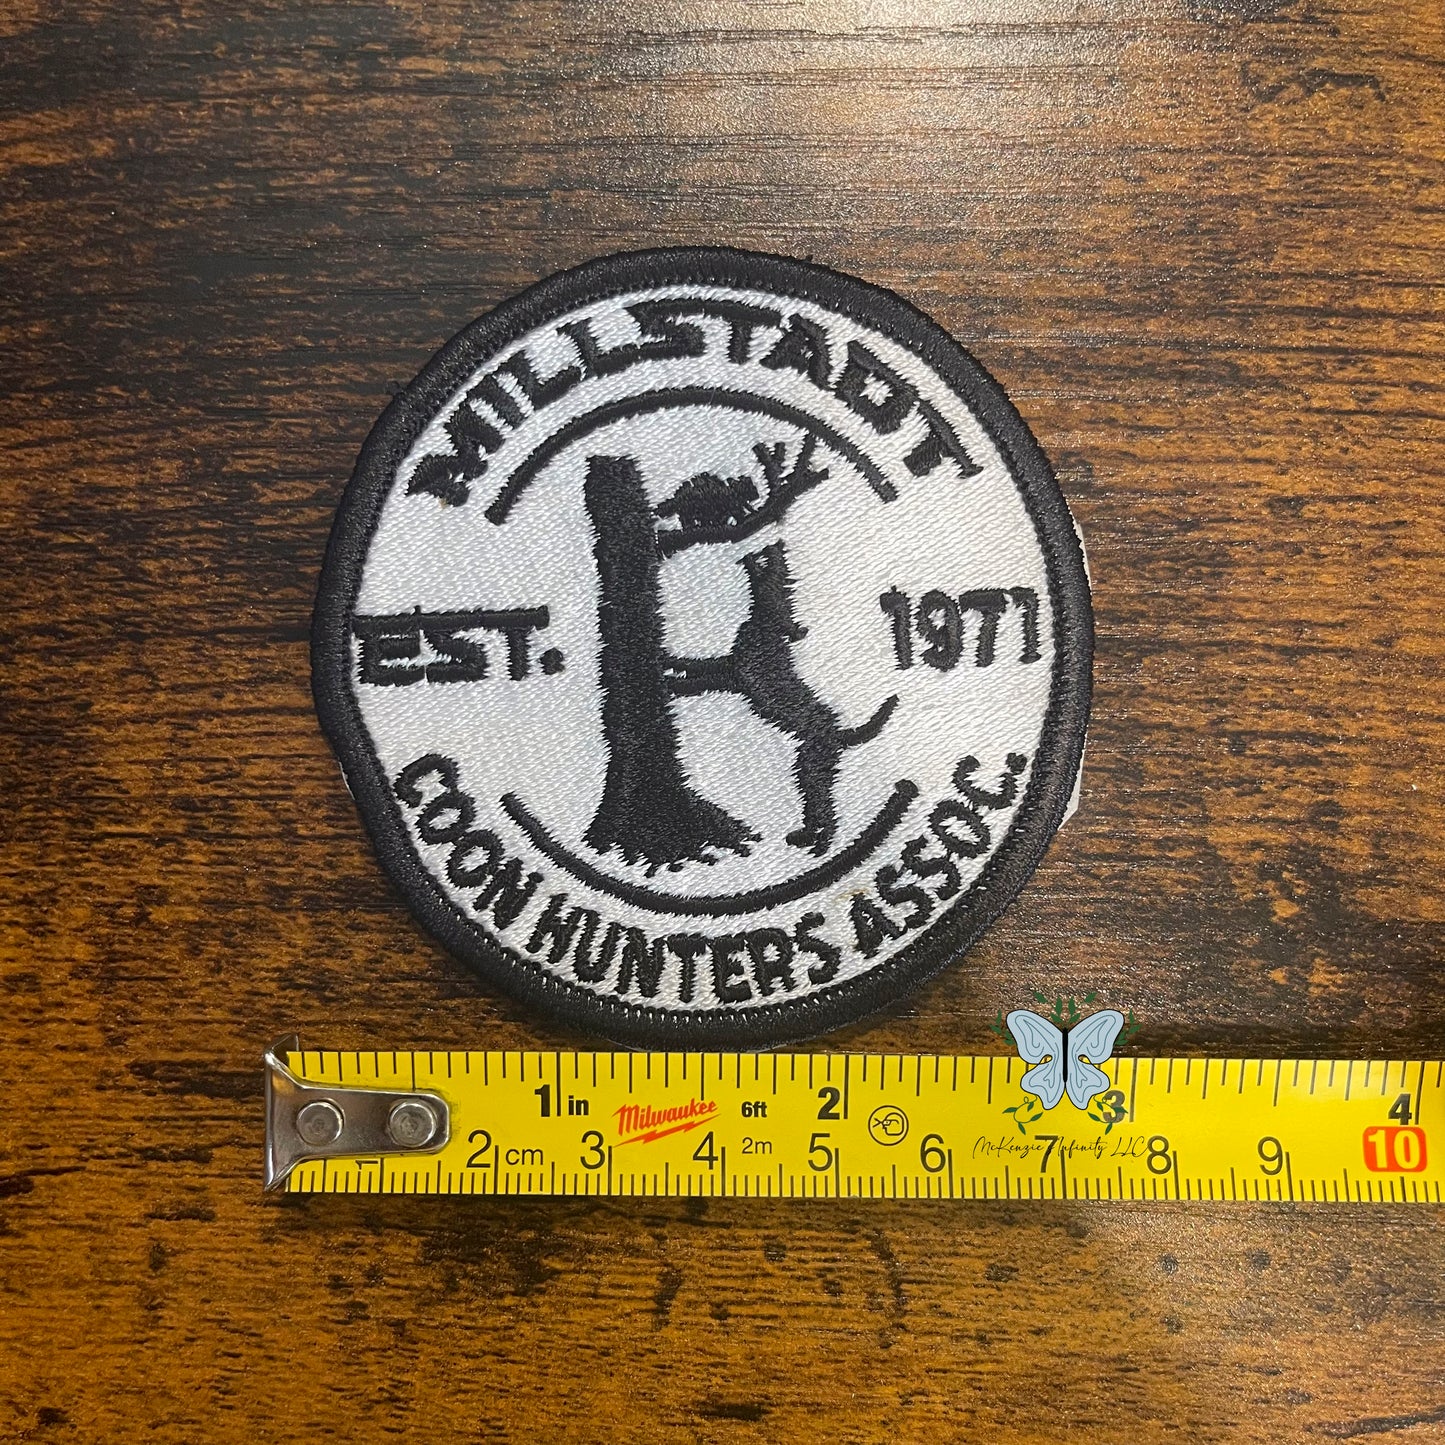 MILLSTADT
EST. 1971
COON HUNTERS ASSOC.
1 in Milwaukee 6ft 2 3 4
2 cm 3 4 2m 5 6 7 8 9 10
McKenzie's Infinity LLC